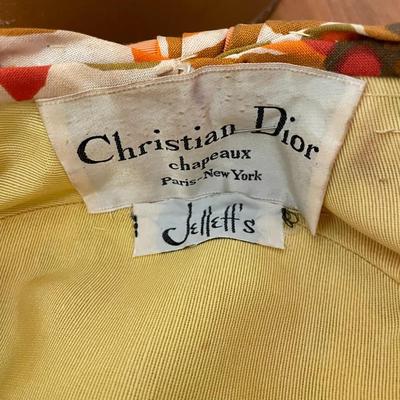 Christian Dior
chapeaux
Paris-New York
Jelleff's